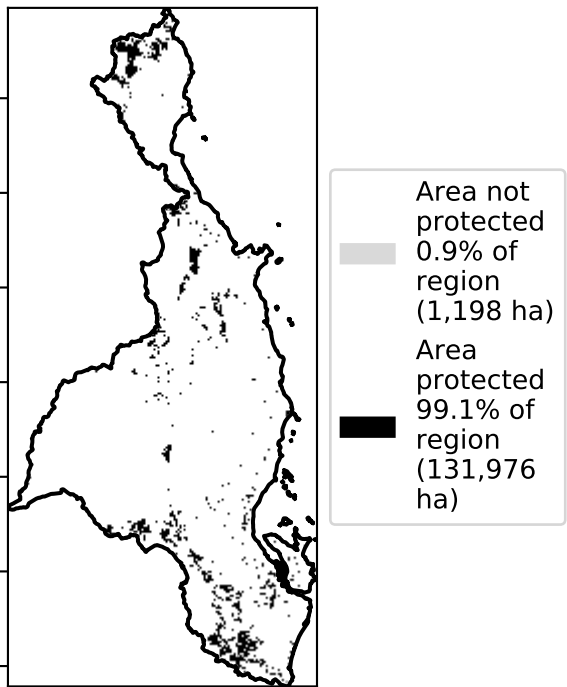 Area not
protected
0.9% of
region
(1,198 ha)
Area
protected
99.1% of
region
(131,976
ha)